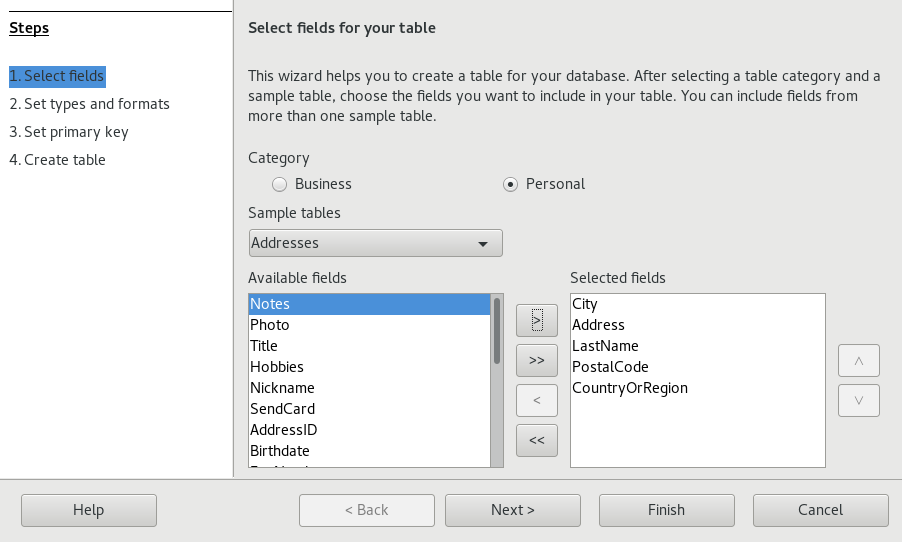 Steps
1. Select fields
2. Set types and formats
3. Set primary key
4. Create table
Select fields for your table
This wizard helps you to create a table for your database. After selecting a table category and a
sample table, choose the fields you want to include in your table. You can include fields from
more than one sample table.
Category
Business
Personal
Sample tables
Addresses
Available fields
Notes
Photo
Title
Hobbies
Nickname
SendCard
AddressID
Birthdate
>
>>
<
<<
Selected fields
City
Address
LastName
PostalCode
CountryOrRegion
Help
< Back
Next >
Finish
Cancel